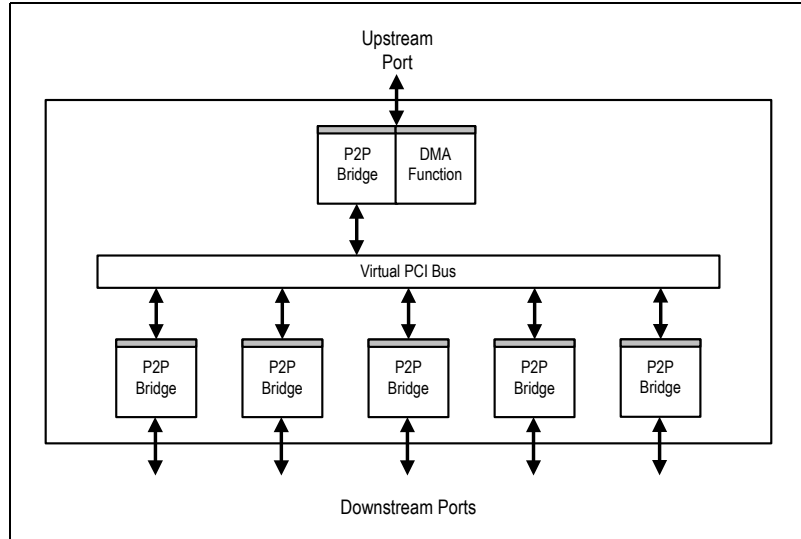 Upstream
Port
P2P
Bridge
DMA
Function
Virtual PCI Bus
P2P
Bridge
P2P
Bridge
P2P
Bridge
P2P
Bridge
P2P
Bridge
Downstream Ports